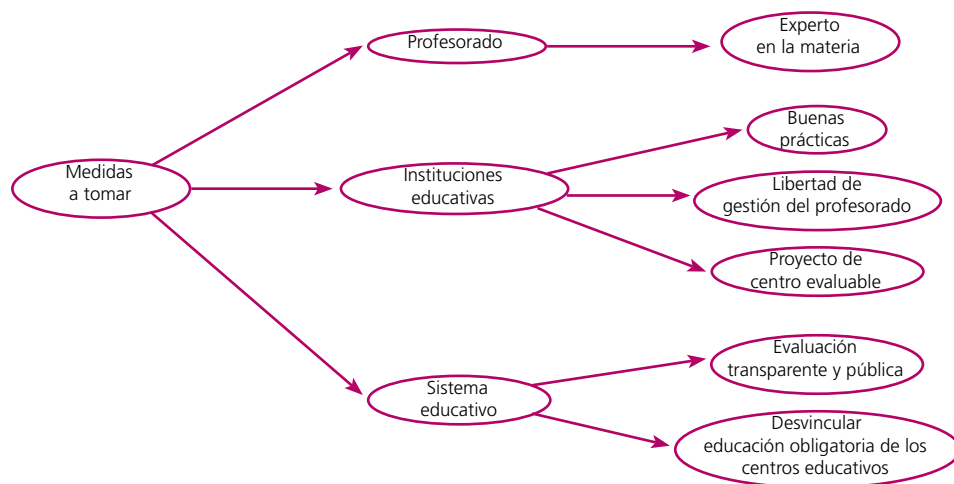 Medidas
a tomar
Profesorado
Experto
en la materia
Instituciones
educativas
Buenas
prácticas
Libertad de
gestión del profesorado
Proyecto de
centro evaluable
Sistema
educativo
Evaluación
transparente y pública
Desvincular
educación obligatoria de los
centros educativos